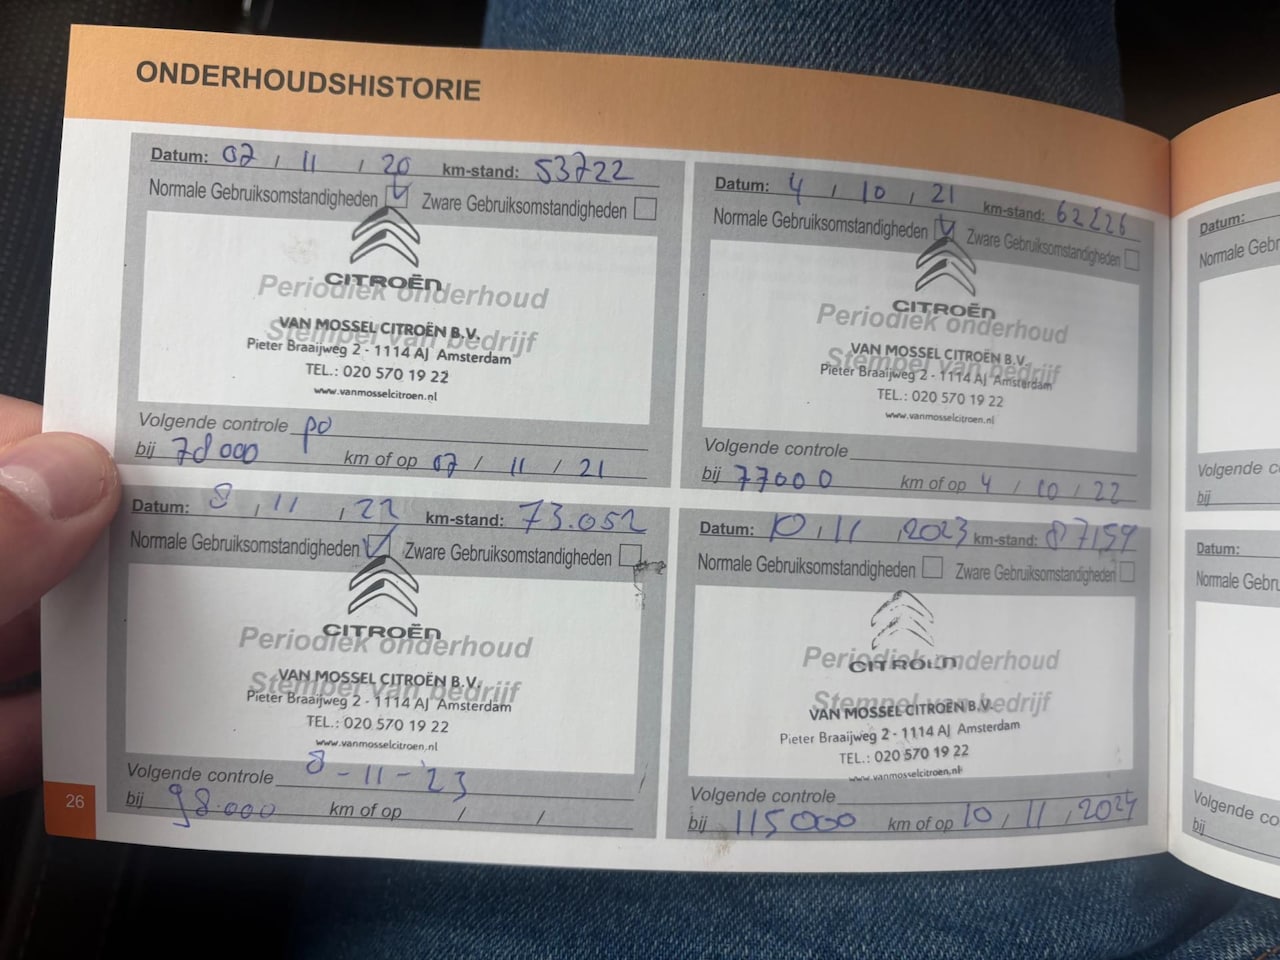 ONDERHOUDSHISTORIE
Datum: 02 / 11 / 20 km-stand: 53722
Normale Gebruiksomstandigheden Zware Gebruiksomstandigheden
CITROËN
Periodiek onderhoud
Stempel van bedrijf
VAN MOSSEL CITROËN B.V.
Pieter Braaijweg 2 - 1114 AJ Amsterdam
TEL.: 020 570 19 22
www.vanmosselcitroen.nl
Volgende controle po
bij 78000 km of op 02 / 11 / 21
Datum: 4 / 10 / 21 km-stand:
Normale Gebruiksomstandigheden Zware Gebruiksomstandigheden
CITROËN
Periodiek onderhoud
Stempel van bedrijf
VAN MOSSEL CITROËN B.V.
Pieter Braaijweg 2 - 1114 AJ Amsterdam
TEL.: 020 570 19 22
www.vanmosselcitroen.nl
Volgende controle
bij 77000 km of op 4 / 10 / 22
Datum: 8 / 11 / 22 km-stand: 73.052
Normale Gebruiksomstandigheden Zware Gebruiksomstandigheden
CITROËN
Periodiek onderhoud
Stempel van bedrijf
VAN MOSSEL CITROËN B.V.
Pieter Braaijweg 2 - 1114 AJ Amsterdam
TEL.: 020 570 19 22
www.vanmosselcitroen.nl
Volgende controle 8-11-'23
bij 98.000 km of op / /
Datum: 10 / 11 / 2023 km-stand: 87159
Normale Gebruiksomstandigheden Zware Gebruiksomstandigheden
CITROËN
Periodiek onderhoud
Stempel van bedrijf
VAN MOSSEL CITROËN B.V.
Pieter Braaijweg 2 - 1114 AJ Amsterdam
TEL.: 020 570 19 22
www.vanmosselcitroen.nl
Volgende controle
bij 115000 km of op 10 / 11 / 2024
26
Datum:
Normale
Volgende
bij
Datum:
Normale
Volgende
bij